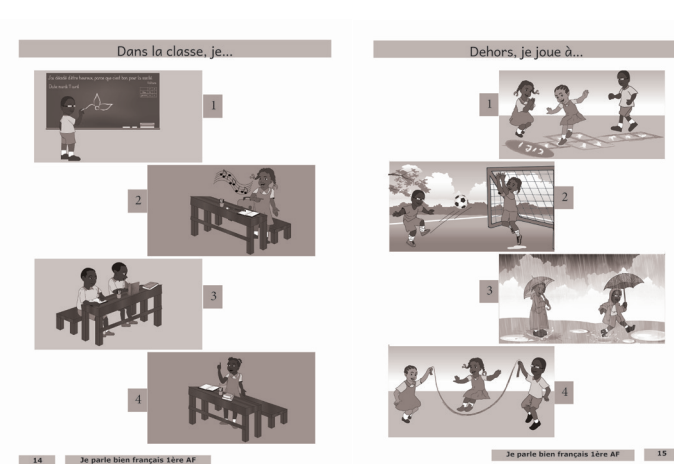 Dans la classe, je...
1
2
3
4
14 Je parle bien français 1ère AF
Dehors, je joue à...
1
2
3
4
Je parle bien français 1ère AF 15